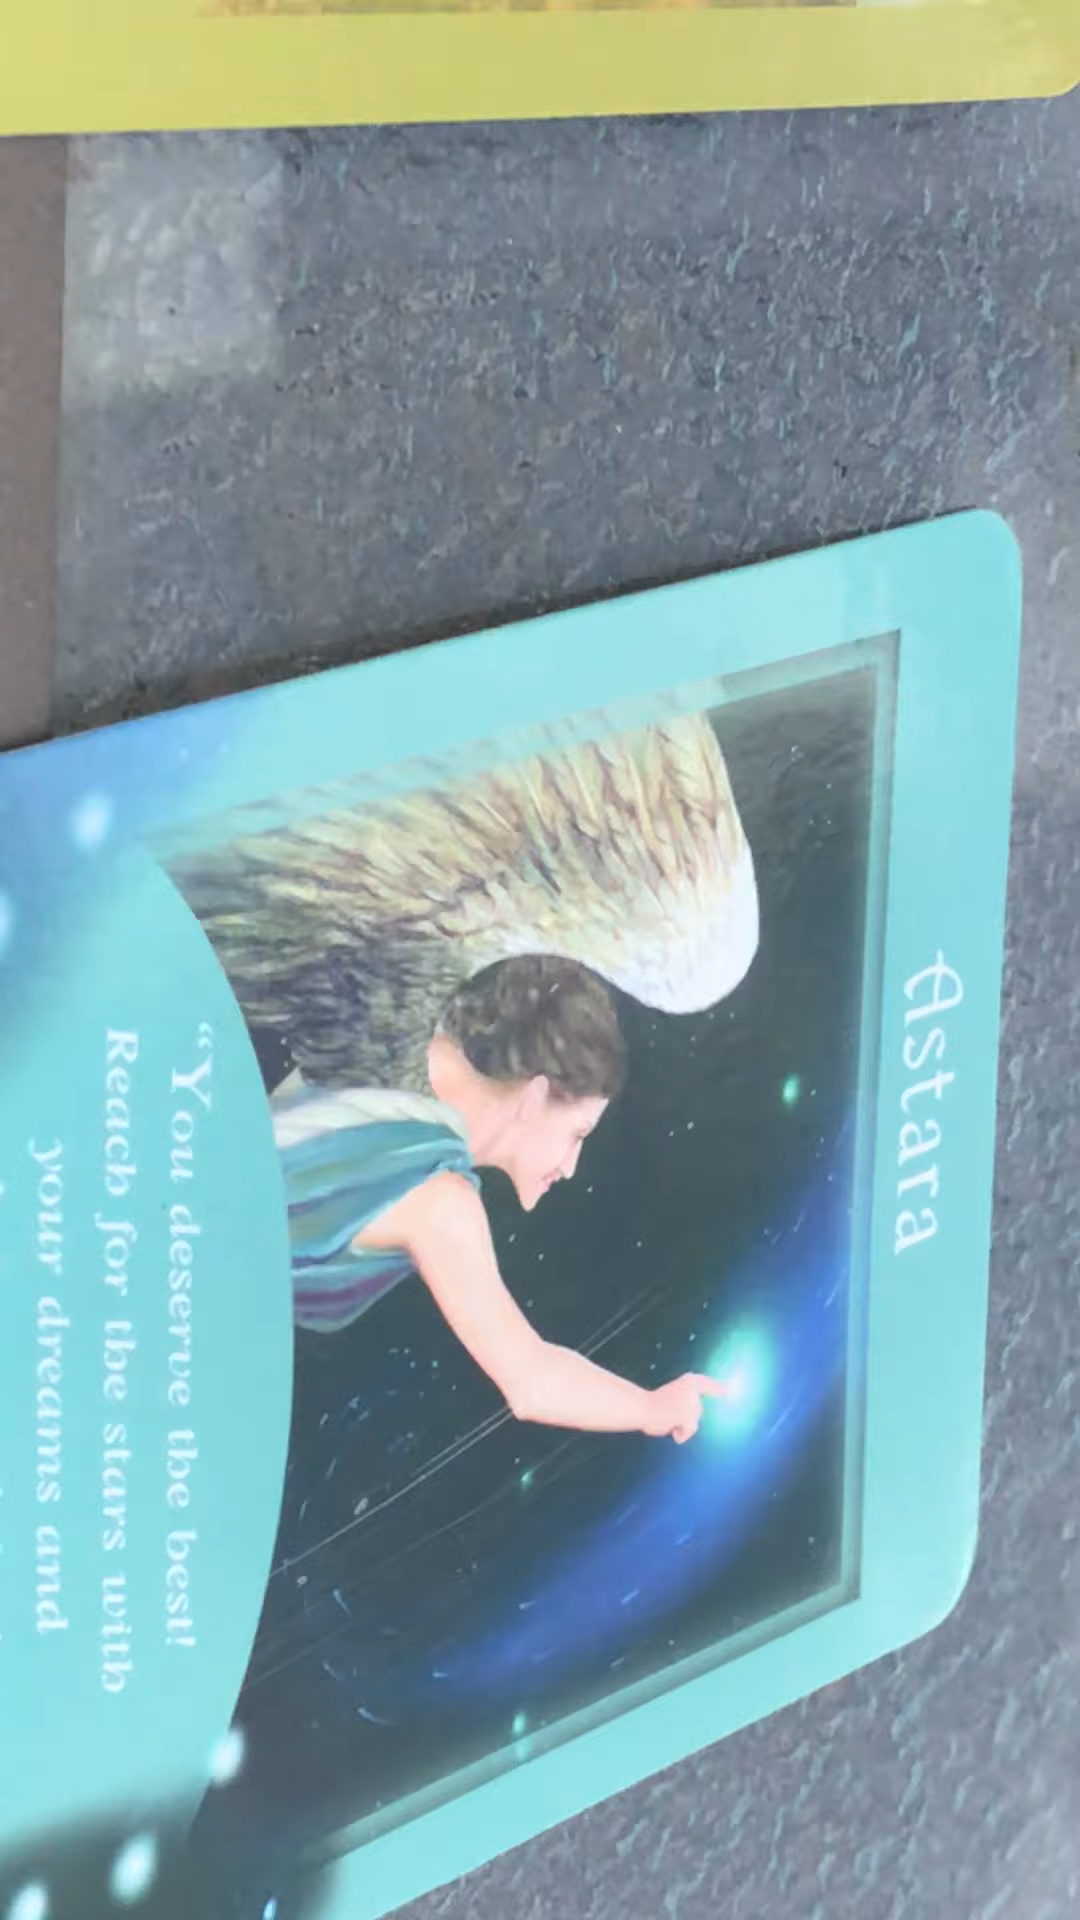 Astara
"You deserve the best!
Reach for the stars with
your dreams and